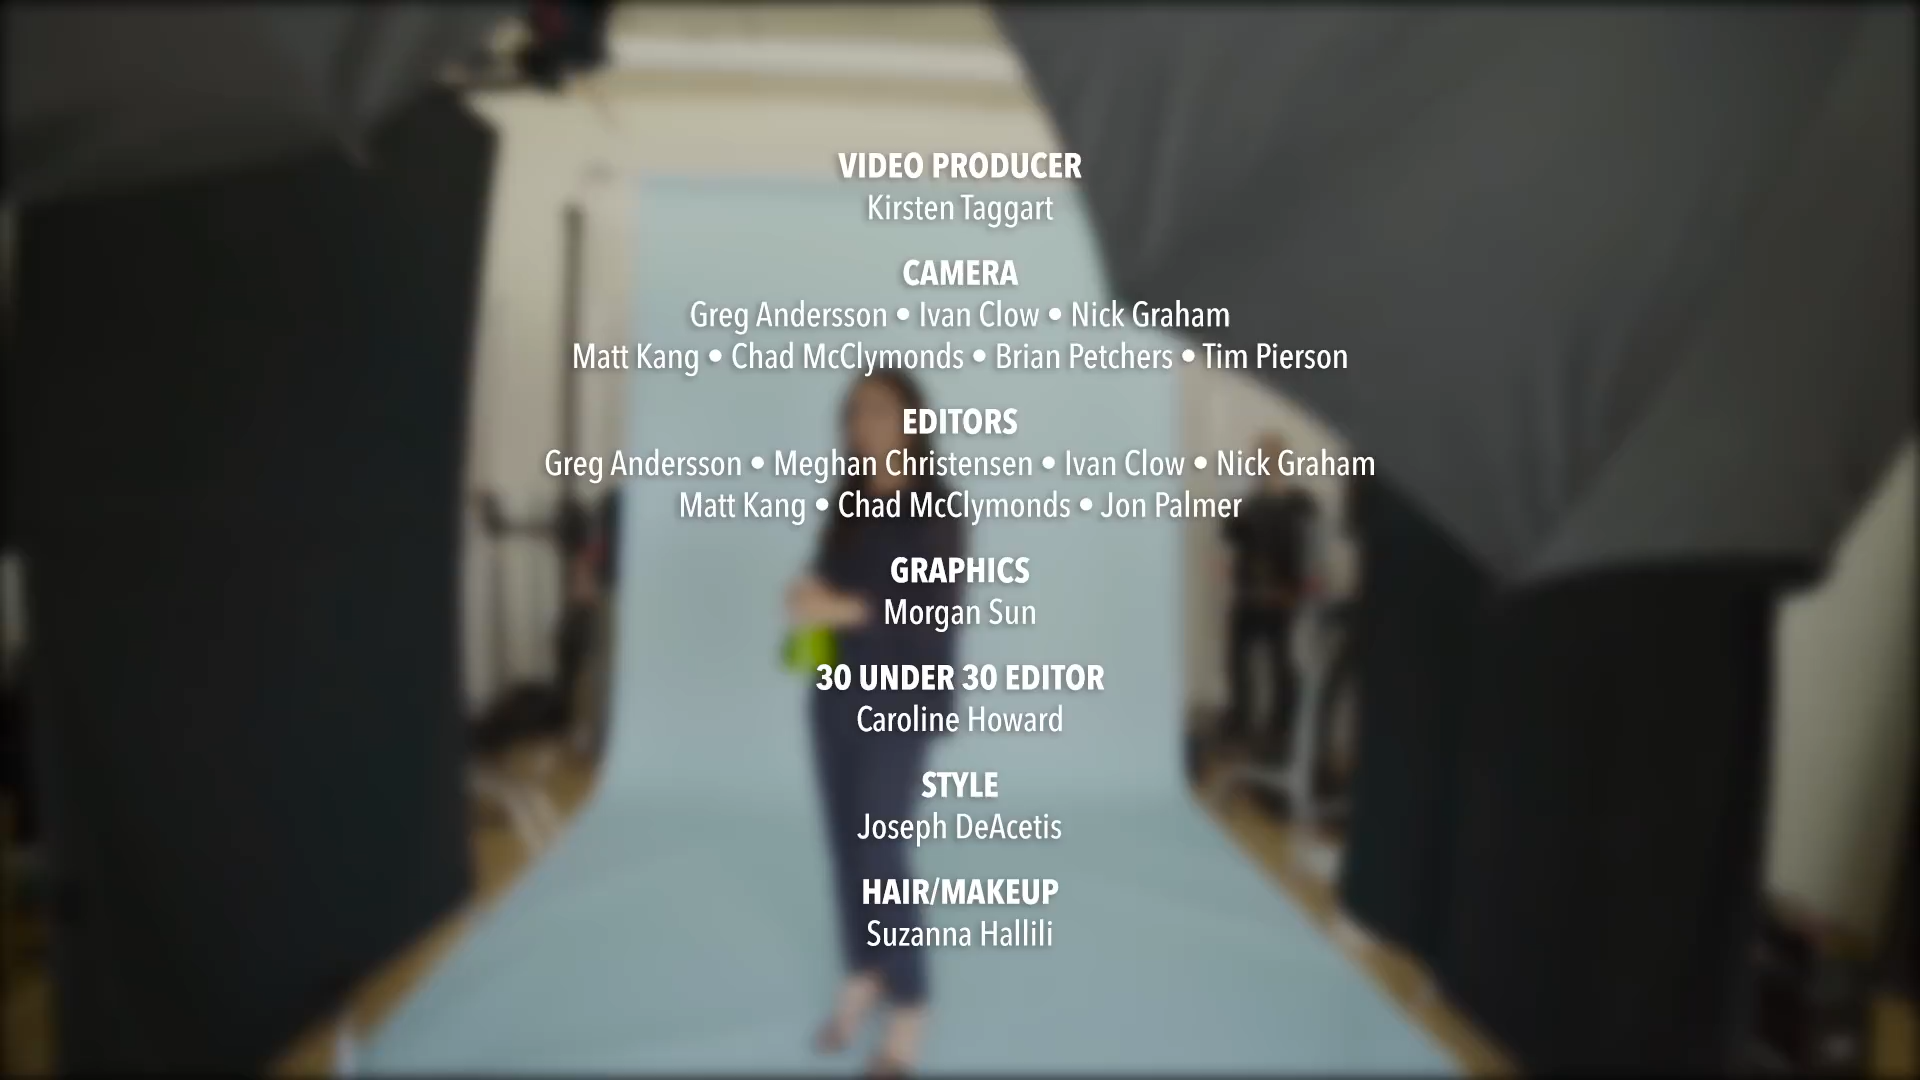 VIDEO PRODUCER
Kirsten Taggart
CAMERA
Greg Andersson • Ivan Clow • Nick Graham
Matt Kang • Chad McClymonds • Brian Petchers • Tim Pierson
EDITORS
Greg Andersson • Meghan Christensen • Ivan Clow • Nick Graham
Matt Kang • Chad McClymonds • Jon Palmer
GRAPHICS
Morgan Sun
30 UNDER 30 EDITOR
Caroline Howard
STYLE
Joseph DeAcetis
HAIR/MAKEUP
Suzanna Hallili